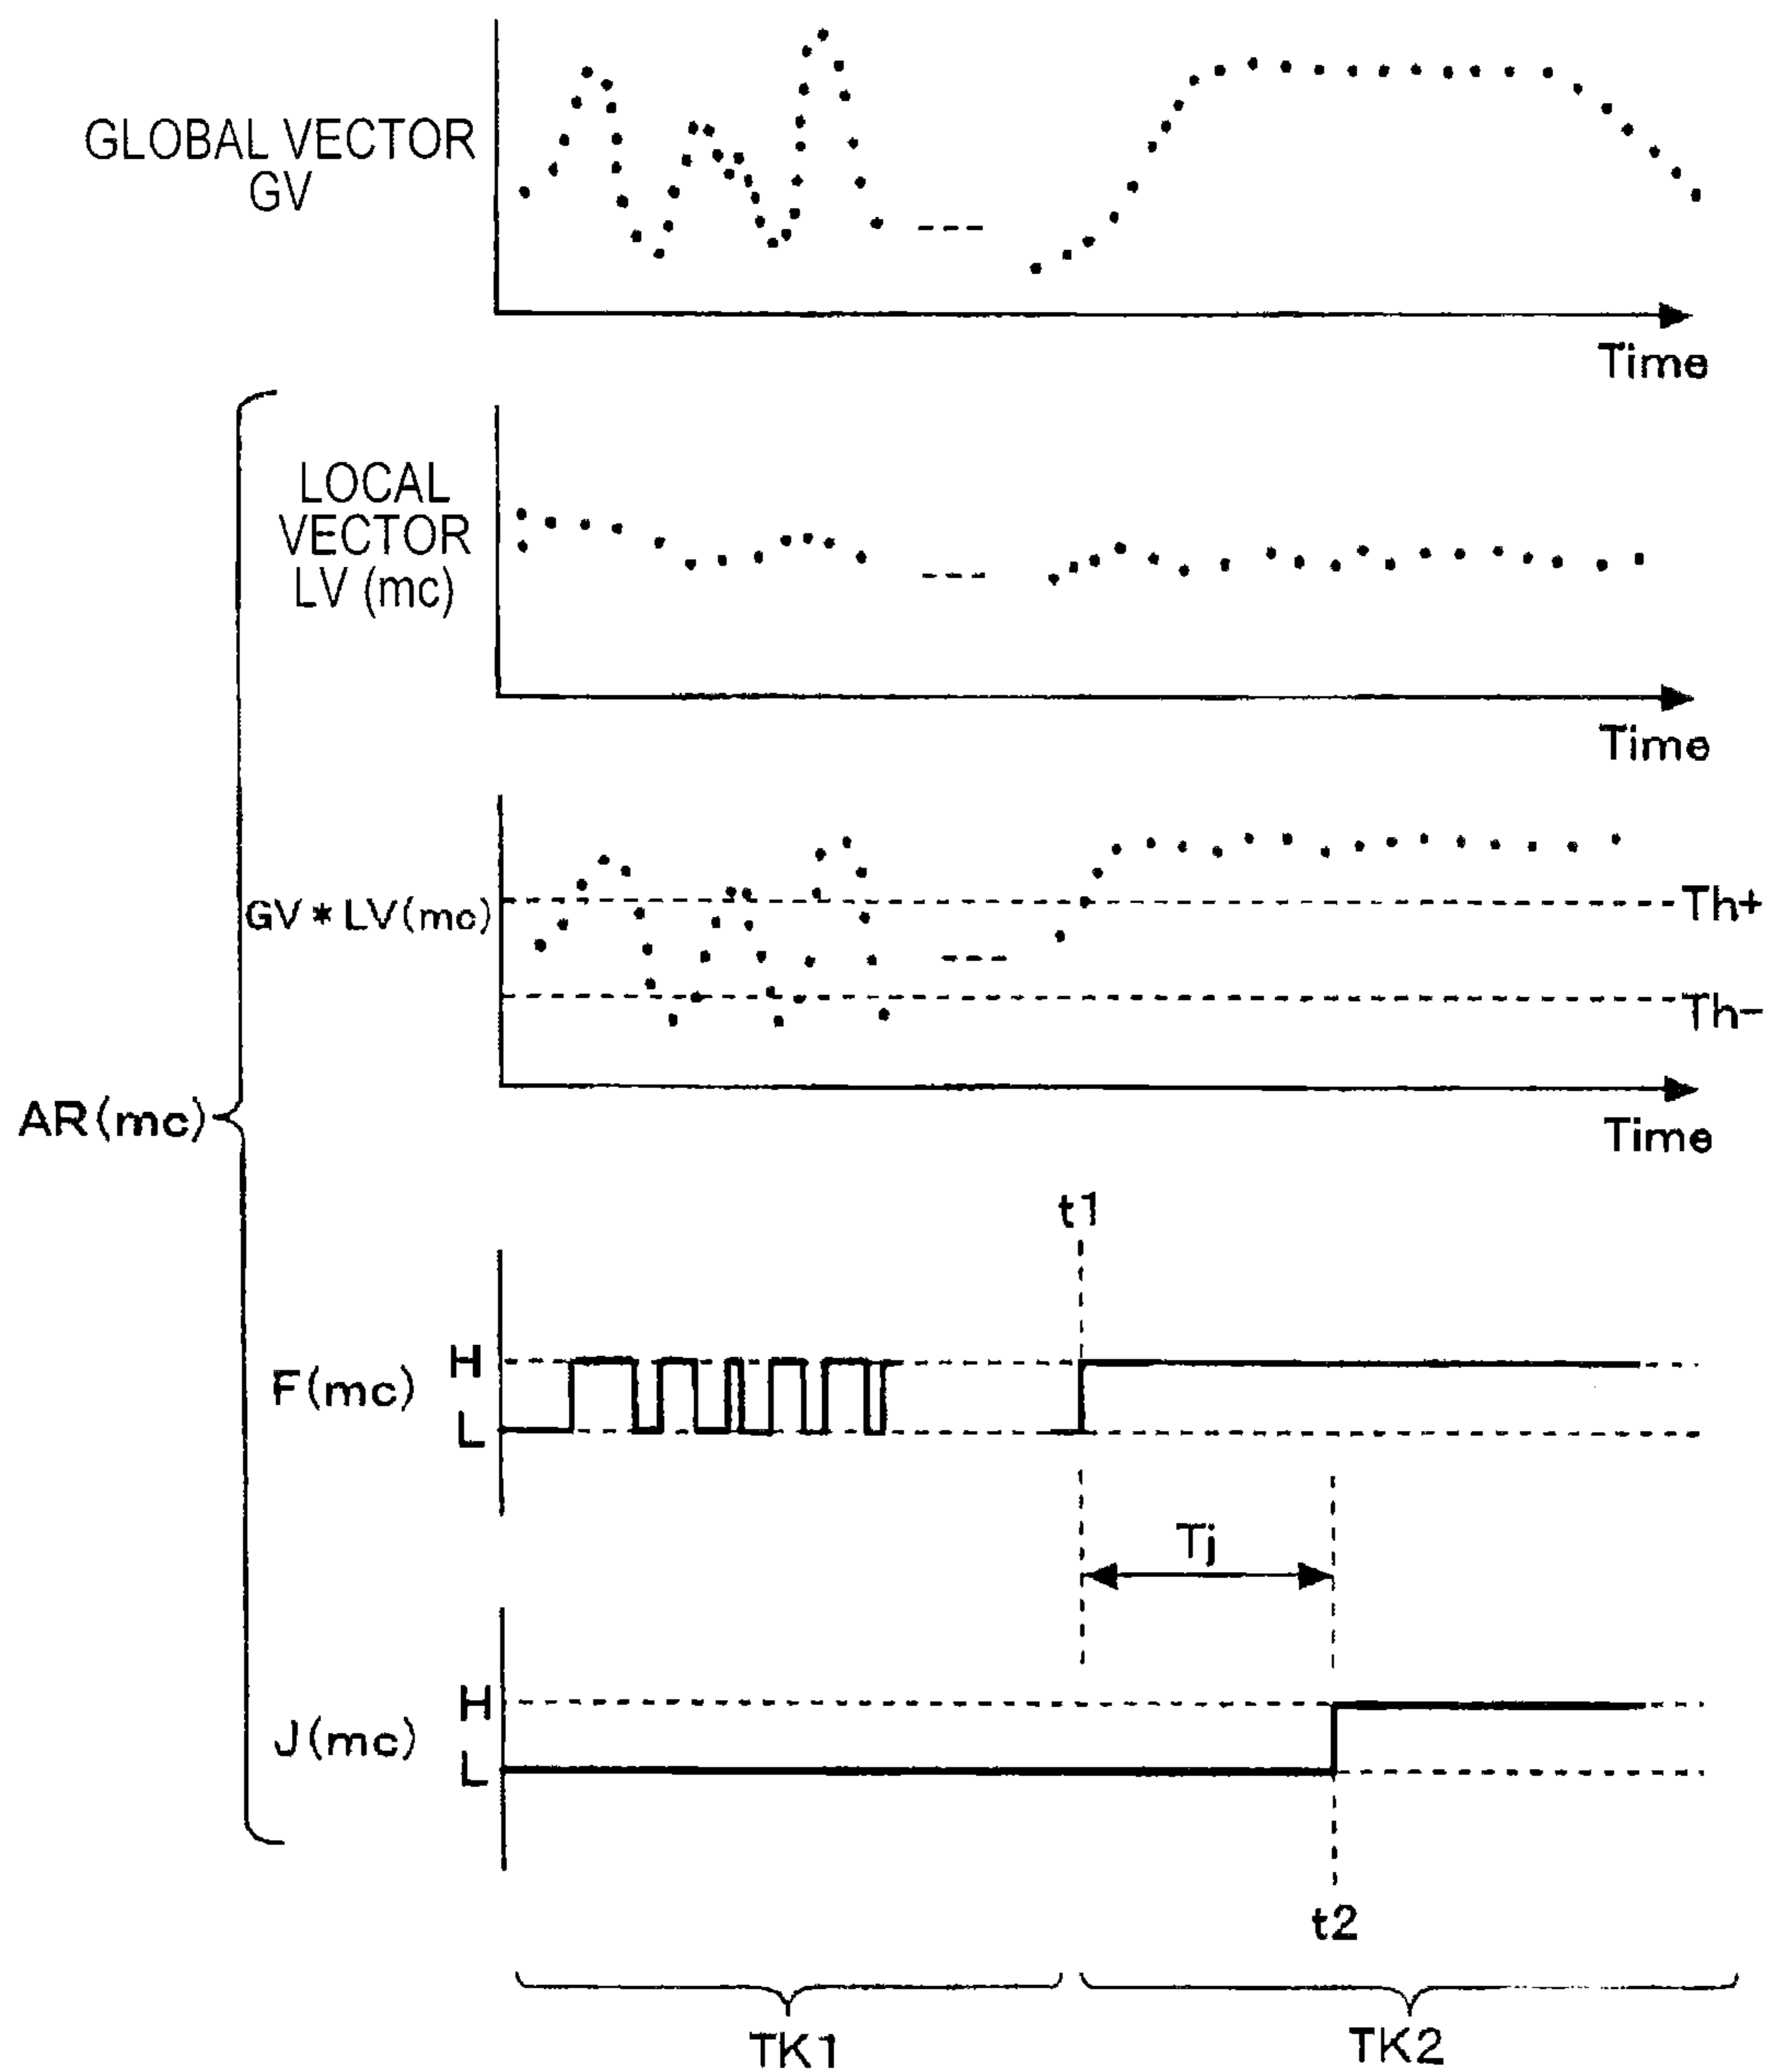 GLOBAL VECTOR
GV
Time
LOCAL
VECTOR
LV (mc)
Time
GV * LV(mc)
Th+
Th-
Time
AR(mc)
t1
F(mc)
H
L
Tj
J(mc)
H
L
t2
TK1
TK2